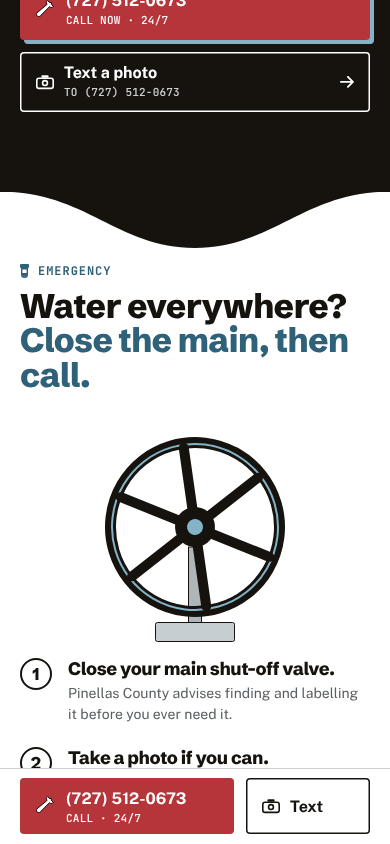 (727) 512-0673
CALL NOW · 24/7
Text a photo
TO (727) 512-0673
EMERGENCY
Water everywhere?
Close the main, then
call.
1
Close your main shut-off valve.
Pinellas County advises finding and labelling
it before you ever need it.
2
Take a photo if you can.
(727) 512-0673
CALL · 24/7
Text